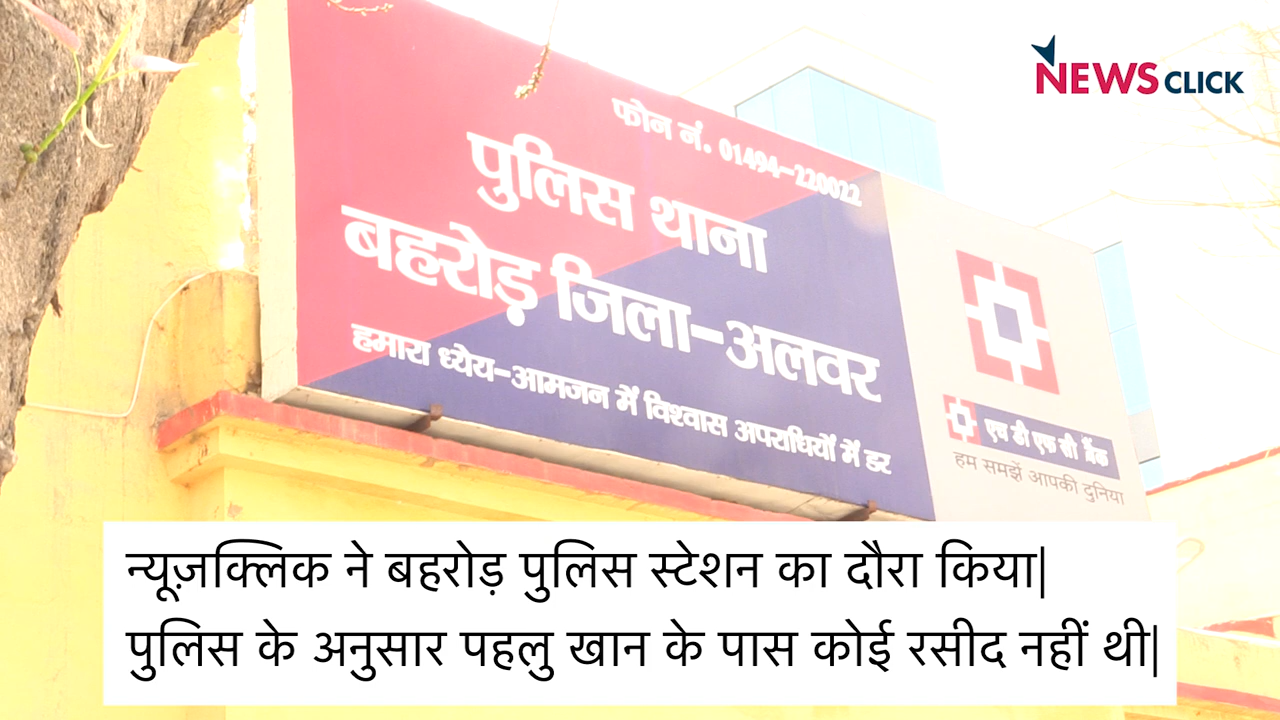 NEWSCLICK
फोन नं. 01494-220022
पुलिस थाना
बहरोड़ जिला-अलवर
हमारा ध्येय-आमजन में विश्वास अपराधियों में डर
एच डी एफ सी बैंक
हम समझें आपकी दुनिया
न्यूज़क्लिक ने बहरोड़ पुलिस स्टेशन का दौरा किया|
पुलिस के अनुसार पहलु खान के पास कोई रसीद नहीं थी|